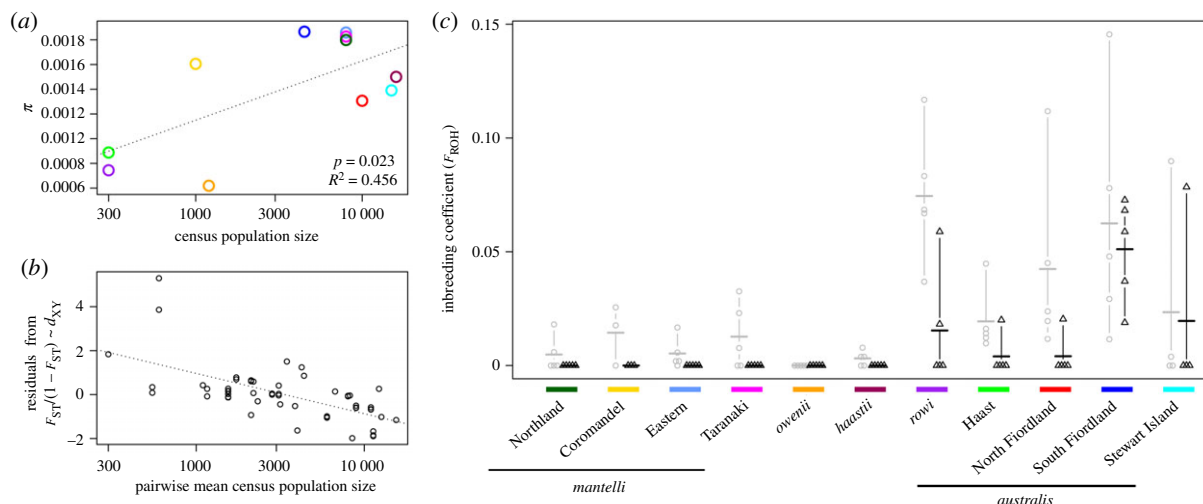 (a)
0.0018
0.0016
0.0014
0.0012
0.0008
0.0006
π
p = 0.023
R² = 0.456
300
1000
3000
10 000
census population size
(b)
4
2
0
−2
residuals from
F_ST/(1 − F_ST) ~ d_XY
300
1000
3000
10 000
pairwise mean census population size
(c)
0.15
0.10
0.05
0
inbreeding coefficient (F_ROH)
Northland
Coromandel
Eastern
Taranaki
owenii
haastii
rowi
Haast
North Fiordland
South Fiordland
Stewart Island
mantelli
australis